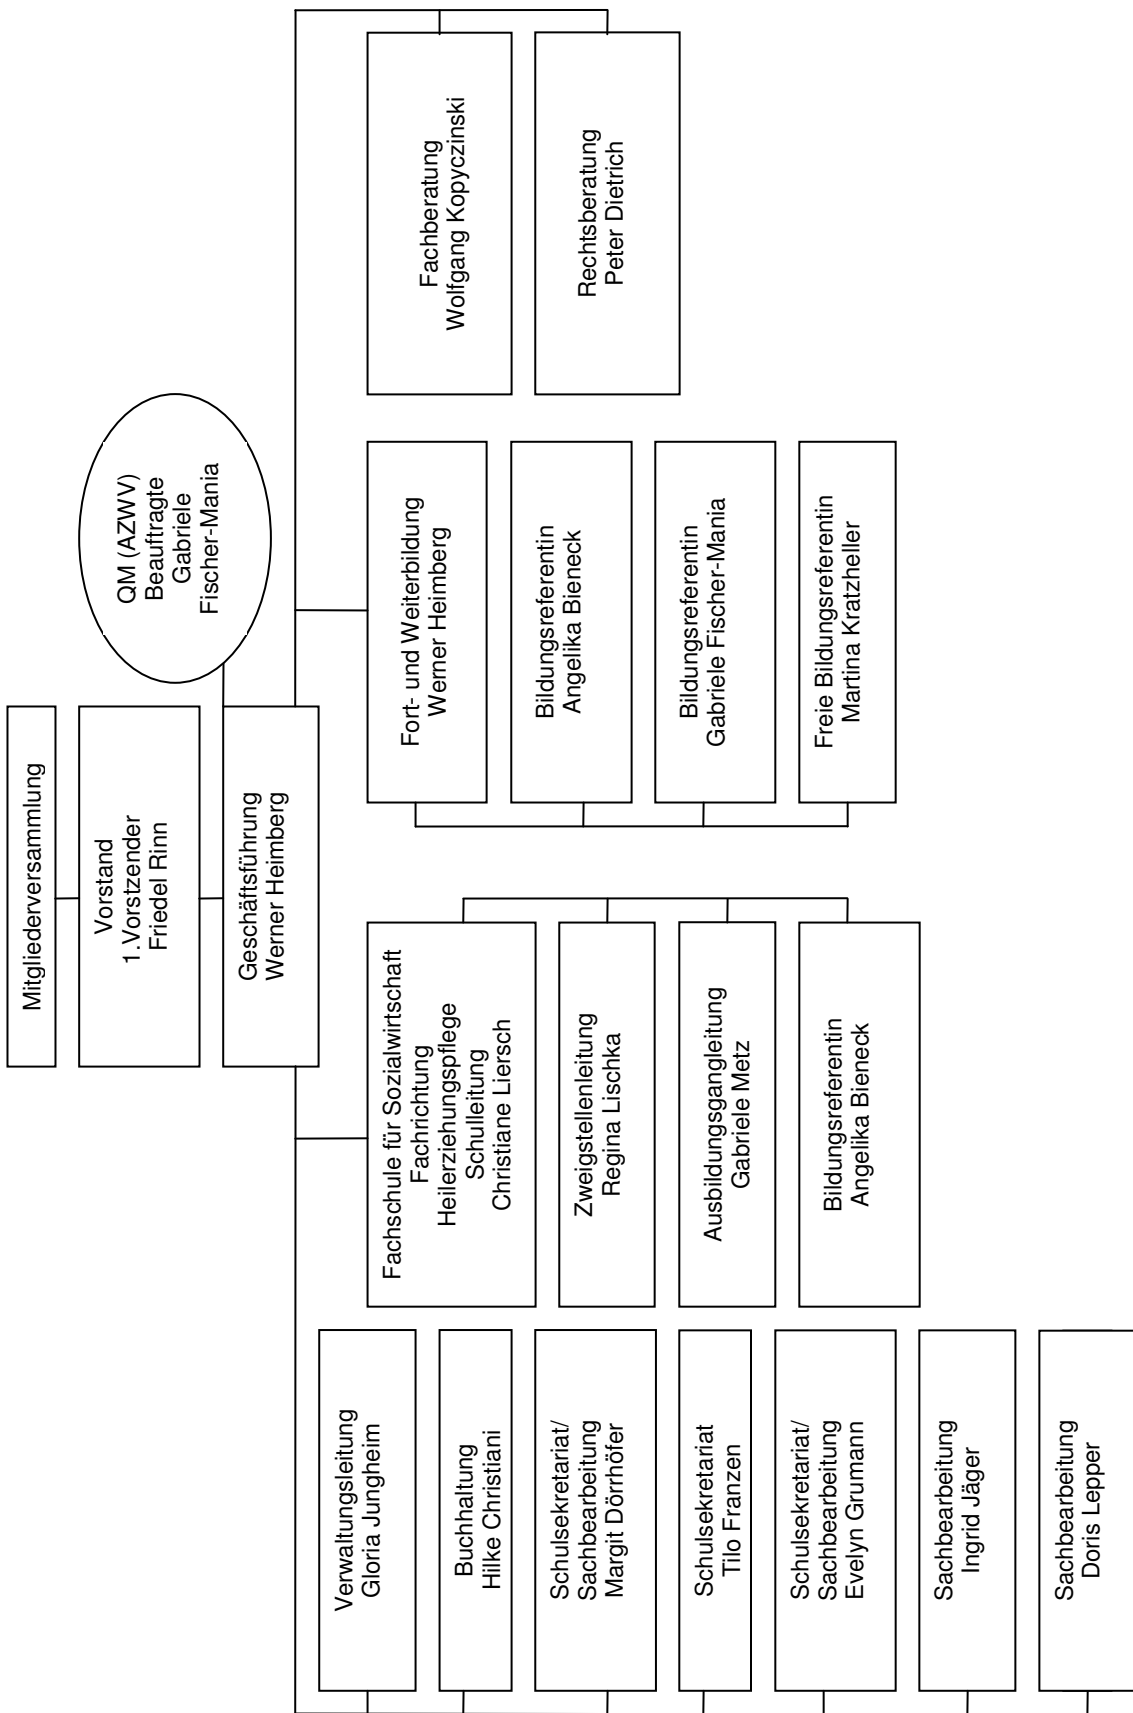 Mitgliederversammlung
Vorstand
1.Vorstzender
Friedel Rinn
Geschäftsführung
Werner Heimberg
QM (AZWV)
Beauftragte
Gabriele
Fischer-Mania
Verwaltungsleitung
Gloria Jungheim
Buchhaltung
Hilke Christiani
Schulsekretariat/
Sachbearbeitung
Margit Dörrhöfer
Schulsekretariat
Tilo Franzen
Schulsekretariat/
Sachbearbeitung
Evelyn Grumann
Sachbearbeitung
Ingrid Jäger
Sachbearbeitung
Doris Lepper
Fachschule für Sozialwirtschaft
Fachrichtung
Heilerziehungspflege
Schulleitung
Christiane Liersch
Zweigstellenleitung
Regina Lischka
Ausbildungsgangleitung
Gabriele Metz
Bildungsreferentin
Angelika Bieneck
Fort- und Weiterbildung
Werner Heimberg
Bildungsreferentin
Angelika Bieneck
Bildungsreferentin
Gabriele Fischer-Mania
Freie Bildungsreferentin
Martina Kratzheller
Fachberatung
Wolfgang Kopyczinski
Rechtsberatung
Peter Dietrich